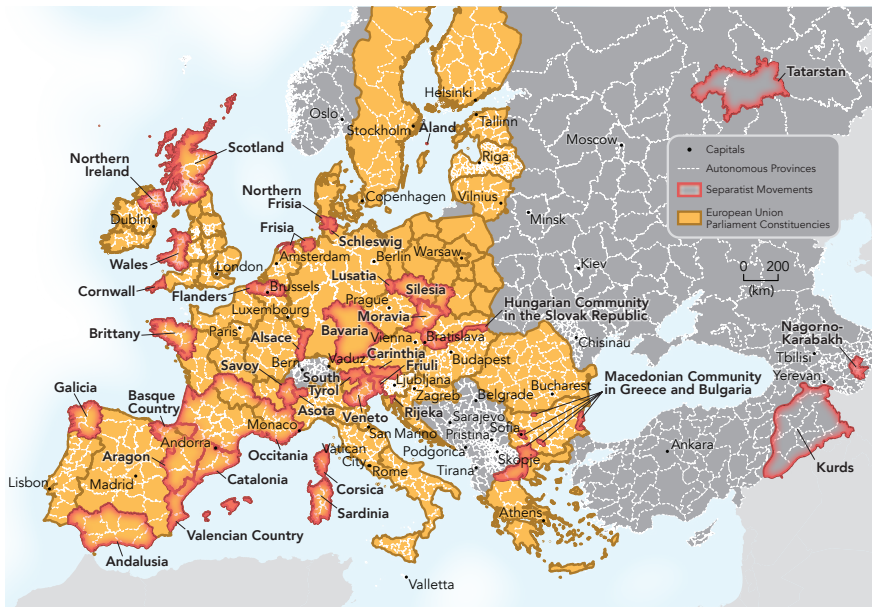 Tatarstan
Helsinki
Oslo
Stockholm
Åland
Tallinn
Moscow
Capitals
Autonomous Provinces
Separatist Movements
European Union
Parliament Constituencies
0 200
(km)
Scotland
Northern
Ireland
Riga
Northern
Frisia
Copenhagen
Vilnius
Dublin
Minsk
Frisia
Schleswig
Wales
Amsterdam
Berlin
Warsaw
London
Lusatia
Kiev
Cornwall
Flanders
Brussels
Silesia
Prague
Hungarian Community
in the Slovak Republic
Luxembourg
Moravia
Brittany
Paris
Bavaria
Alsace
Vienna
Bratislava
Chisinau
Nagorno-
Karabakh
Savoy
Bern
Vaduz
Carinthia
Budapest
Tbilisi
South
Tyrol
Friuli
Yerevan
Galicia
Basque
Country
Ljubljana
Zagreb
Belgrade
Bucharest
Macedonian Community
in Greece and Bulgaria
Asota
Veneto
Rijeka
Monaco
San Marino
Sarajevo
Sofia
Andorra
Vatican
City
Pristina
Ankara
Aragon
Occitania
Podgorica
Skopje
Lisbon
Madrid
Rome
Tirana
Kurds
Catalonia
Corsica
Sardinia
Athens
Valencian Country
Andalusia
Valletta